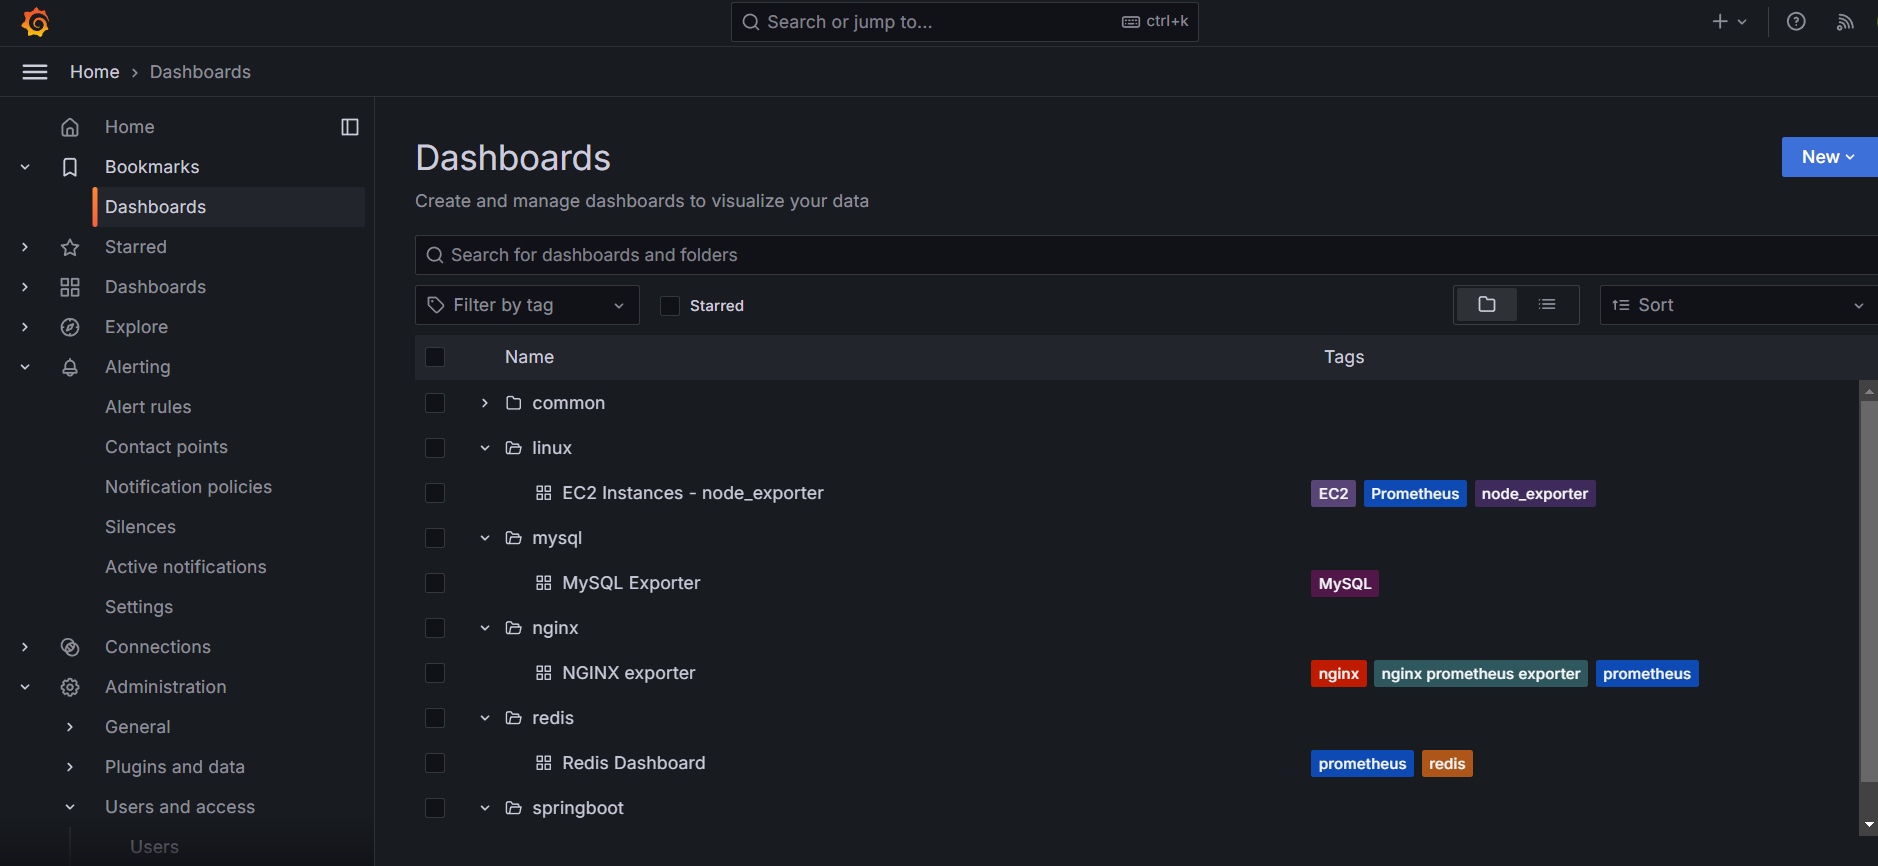 Search or jump to... ctrl+k
Home > Dashboards
Home
Bookmarks
Dashboards
Starred
Dashboards
Explore
Alerting
Alert rules
Contact points
Notification policies
Silences
Active notifications
Settings
Connections
Administration
General
Plugins and data
Users and access
Users
Dashboards
New
Create and manage dashboards to visualize your data
Search for dashboards and folders
Filter by tag Starred Sort
Name Tags
common
linux
EC2 Instances - node_exporter EC2 Prometheus node_exporter
mysql
MySQL Exporter MySQL
nginx
NGINX exporter nginx nginx prometheus exporter prometheus
redis
Redis Dashboard prometheus redis
springboot